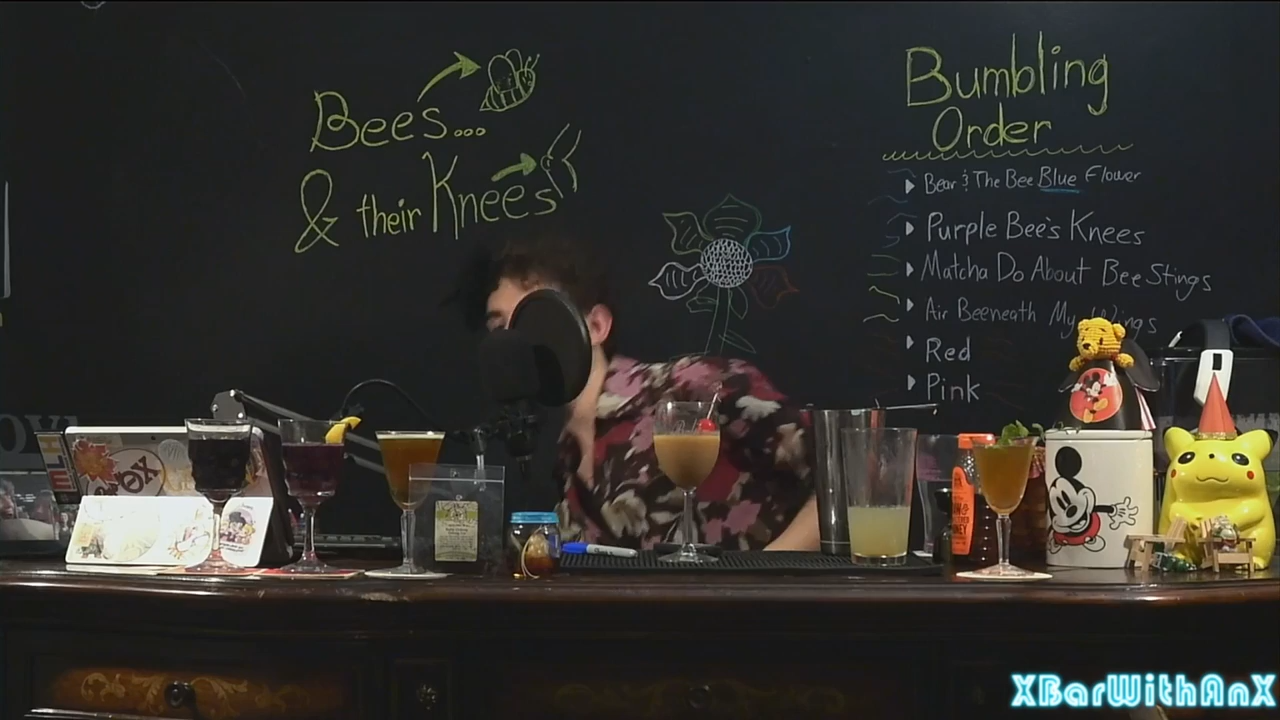 Bees...
& their Knees
Bumbling
Order
Bear & The Bee Blue Flower
Purple Bee's Knees
Matcha Do About Bee Stings
Air Beeneath My Wings
Red
Pink
XBarWithAnX